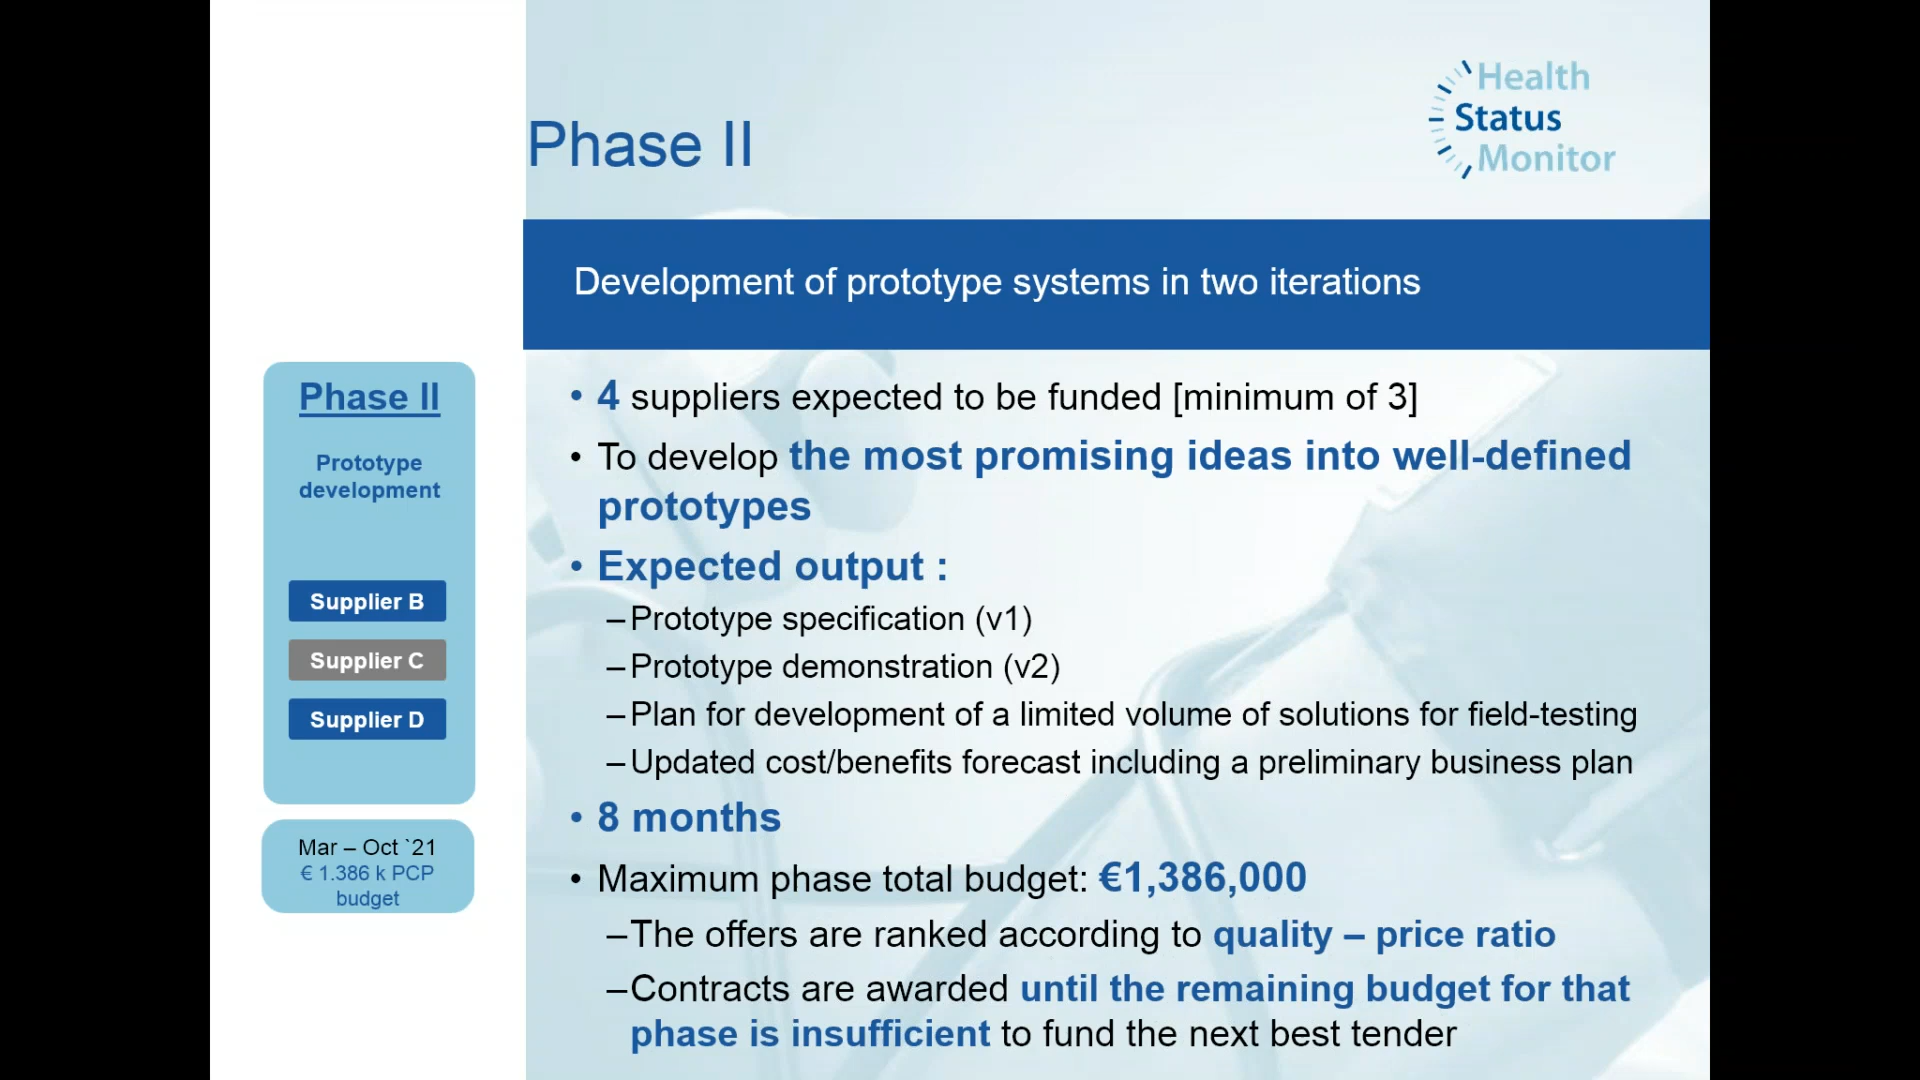 Health
Status
Monitor
Phase II
Development of prototype systems in two iterations
Phase II
Prototype
development
Supplier B
Supplier C
Supplier D
Mar – Oct `21
€ 1.386 k PCP
budget
• 4 suppliers expected to be funded [minimum of 3]
• To develop the most promising ideas into well-defined
prototypes
• Expected output :
–Prototype specification (v1)
–Prototype demonstration (v2)
–Plan for development of a limited volume of solutions for field-testing
–Updated cost/benefits forecast including a preliminary business plan
• 8 months
• Maximum phase total budget: €1,386,000
–The offers are ranked according to quality – price ratio
–Contracts are awarded until the remaining budget for that
phase is insufficient to fund the next best tender